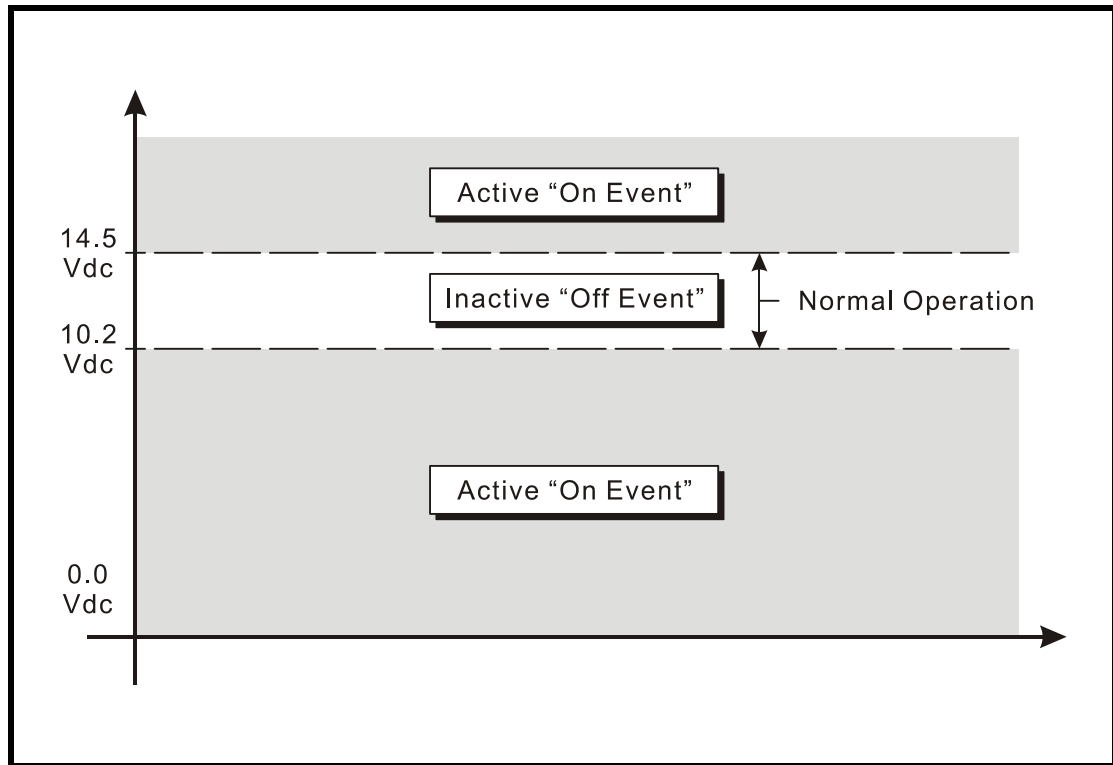 Active “On Event”
14.5
Vdc
Inactive “Off Event”
Normal Operation
10.2
Vdc
Active “On Event”
0.0
Vdc